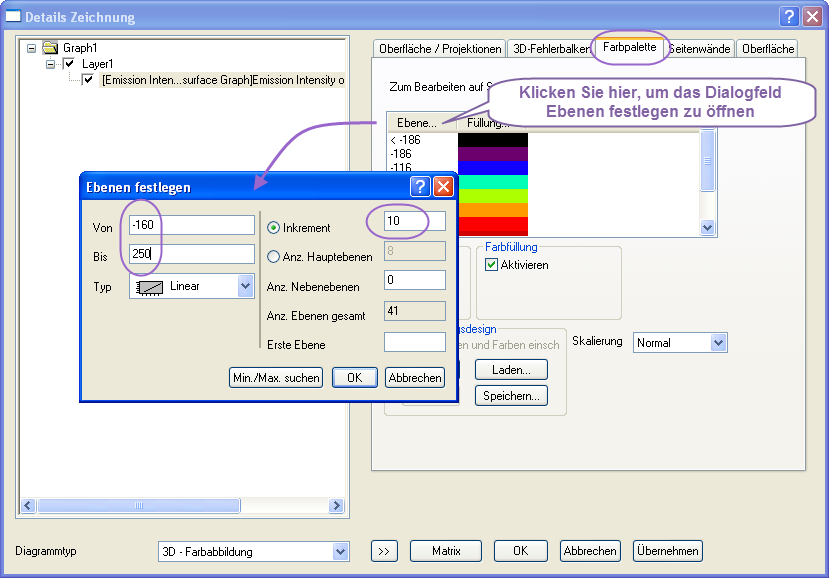 Details Zeichnung
Graph1
Layer1
[Emission Inten...surface Graph]Emission Intensity o
Oberfläche / Projektionen
3D-Fehlerbalken
Farbpalette
Seitenwände
Oberfläche
Zum Bearbeiten auf
Klicken Sie hier, um das Dialogfeld
Ebenen festlegen zu öffnen
Ebene...
Füllung...
< -186
-186
-116
Ebenen festlegen
Von
-160
Bis
250
Typ
Linear
Inkrement
10
Anz. Hauptebenen
8
Anz. Nebenebenen
0
Anz. Ebenen gesamt
41
Erste Ebene
Min./Max. suchen
OK
Abbrechen
Farbfüllung
Aktivieren
gsdesign
en und Farben einsch
Laden...
Speichern...
Skalierung
Normal
Diagrammtyp
3D - Farbabbildung
>>
Matrix
OK
Abbrechen
Übernehmen